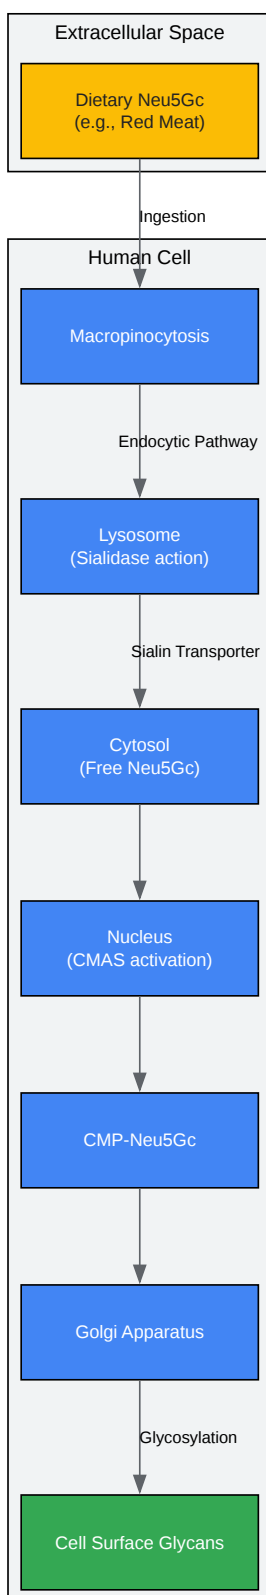 Extracellular Space
Dietary Neu5Gc
(e.g., Red Meat)
Ingestion
Human Cell
Macropinocytosis
Endocytic Pathway
Lysosome
(Sialidase action)
Sialin Transporter
Cytosol
(Free Neu5Gc)
Nucleus
(CMAS activation)
CMP-Neu5Gc
Golgi Apparatus
Glycosylation
Cell Surface Glycans